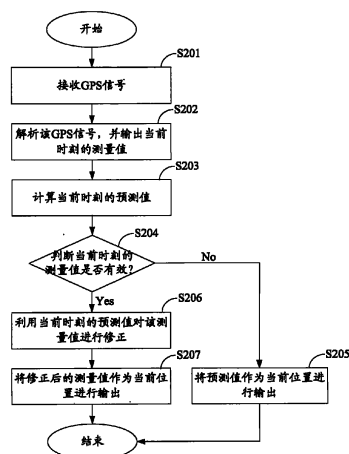 开始
S201
接收GPS信号
S202
解析该GPS信号，并输出当前
时刻的测量值
S203
计算当前时刻的预测值
S204
判断当前时刻的
测量值是否有效?
No
Yes
S206
利用当前时刻的预测值对该测
量值进行修正
S207
将修正后的测量值作为当前位
置进行输出
S205
将预测值作为当前位置进
行输出
结束